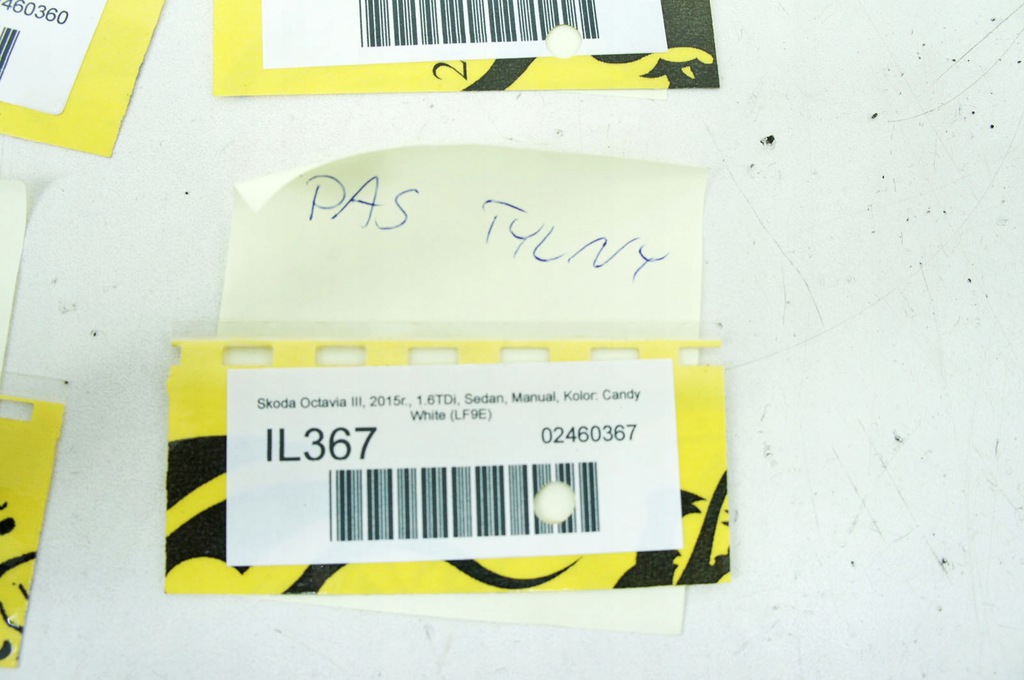 460360
2
PAS TYLNY
Skoda Octavia III, 2015r., 1.6TDi, Sedan, Manual, Kolor: Candy
White (LF9E)
IL367 02460367